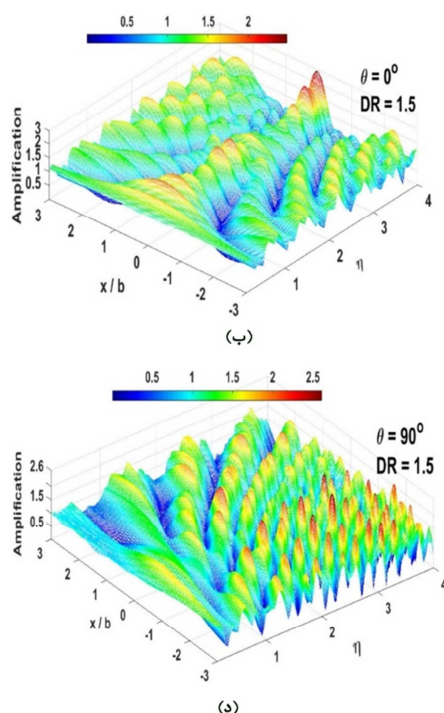 0.5 1 1.5 2
θ = 0°
DR = 1.5
Amplification
3
2.5
2
1.5
1
0.5
3 2 1 0 -1 -2 -3
x / b
1 2 3 4
η
(ب)
0.5 1 1.5 2 2.5
θ = 90°
DR = 1.5
Amplification
2.6
1.5
0.5
3 2 1 0 -1 -2 -3
x / b
1 2 3 4
η
(د)